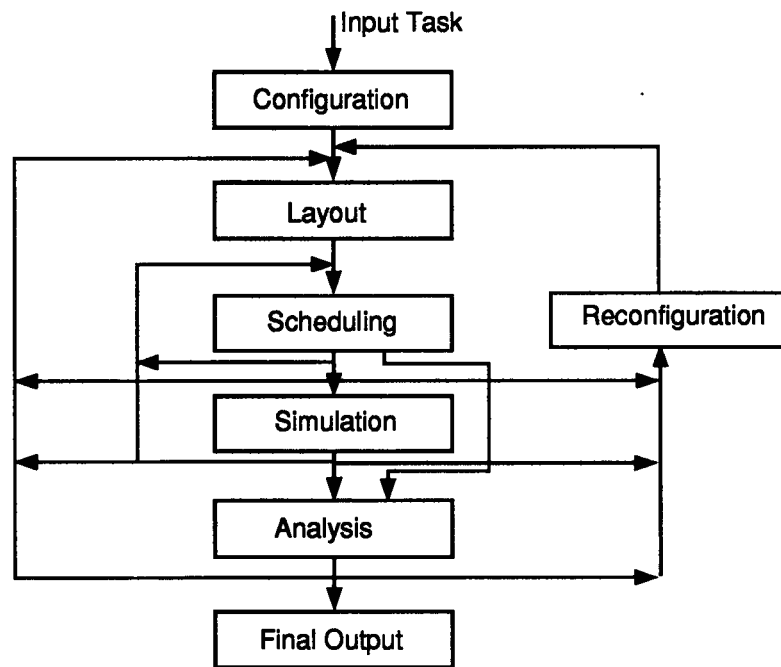 Input Task
Configuration
Layout
Scheduling
Reconfiguration
Simulation
Analysis
Final Output